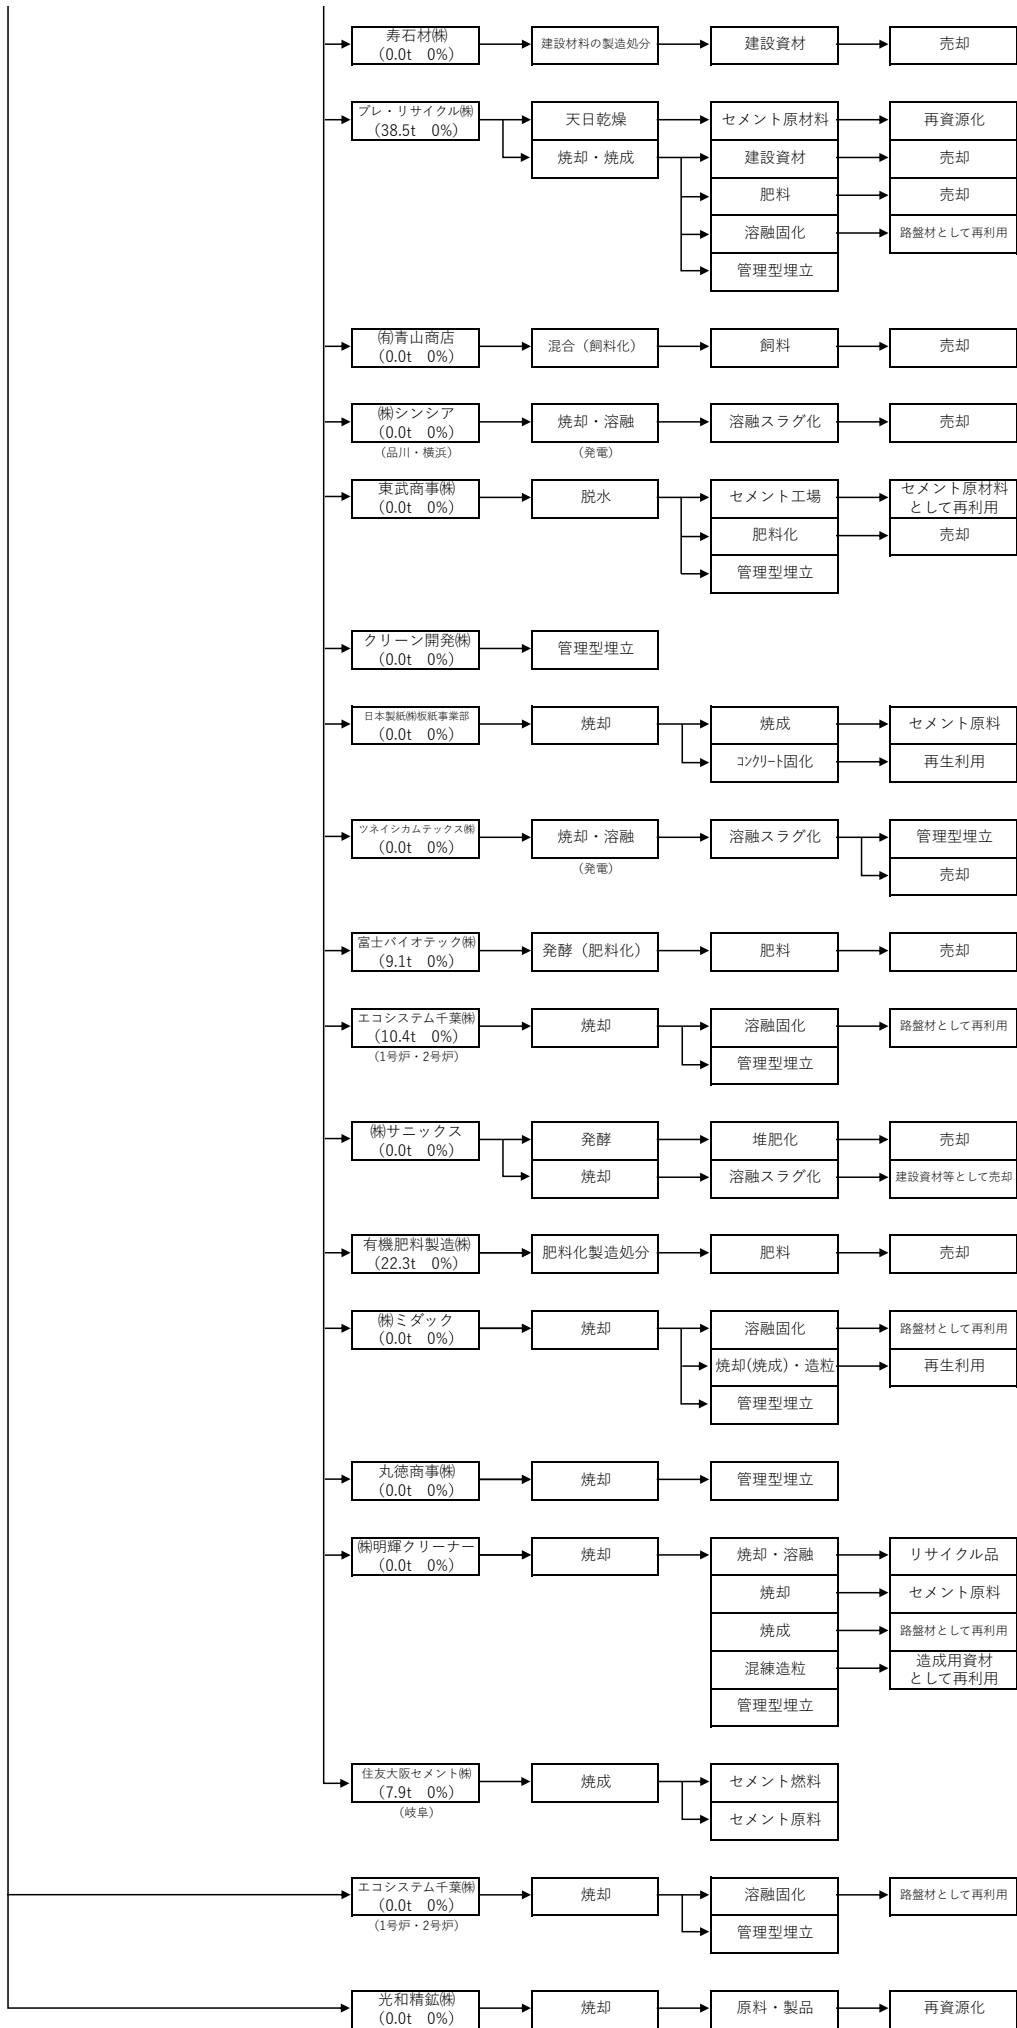 寿石材㈱
（0.0t　0%）
建設材料の製造処分
建設資材
売却
プレ・リサイクル㈱
（38.5t　0%）
天日乾燥
セメント原材料
再資源化
焼却・焼成
建設資材
売却
肥料
売却
溶融固化
路盤材として再利用
管理型埋立
㈲青山商店
（0.0t　0%）
混合（飼料化）
飼料
売却
㈱シンシア
（0.0t　0%）
（品川・横浜）
焼却・溶融
（発電）
溶融スラグ化
売却
東武商事㈱
（0.0t　0%）
脱水
セメント工場
セメント原材料
として再利用
肥料化
売却
管理型埋立
クリーン開発㈱
（0.0t　0%）
管理型埋立
日本製紙㈱板紙事業部
（0.0t　0%）
焼却
焼成
セメント原料
ｺﾝｸﾘｰﾄ固化
再生利用
ツネイシカムテックス㈱
（0.0t　0%）
焼却・溶融
（発電）
溶融スラグ化
管理型埋立
売却
富士バイオテック㈱
（9.1t　0%）
発酵（肥料化）
肥料
売却
エコシステム千葉㈱
（10.4t　0%）
（1号炉・2号炉）
焼却
溶融固化
路盤材として再利用
管理型埋立
㈱サニックス
（0.0t　0%）
発酵
堆肥化
売却
焼却
溶融スラグ化
建設資材等として売却
有機肥料製造㈱
（22.3t　0%）
肥料化製造処分
肥料
売却
㈱ミダック
（0.0t　0%）
焼却
溶融固化
路盤材として再利用
焼却(焼成)・造粒
再生利用
管理型埋立
丸徳商事㈱
（0.0t　0%）
焼却
管理型埋立
㈱明輝クリーナー
（0.0t　0%）
焼却
焼却・溶融
リサイクル品
焼却
セメント原料
焼成
路盤材として再利用
混練造粒
造成用資材
として再利用
管理型埋立
住友大阪セメント㈱
（7.9t　0%）
（岐阜）
焼成
セメント燃料
セメント原料
エコシステム千葉㈱
（0.0t　0%）
（1号炉・2号炉）
焼却
溶融固化
路盤材として再利用
管理型埋立
光和精鉱㈱
（0.0t　0%）
焼却
原料・製品
再資源化